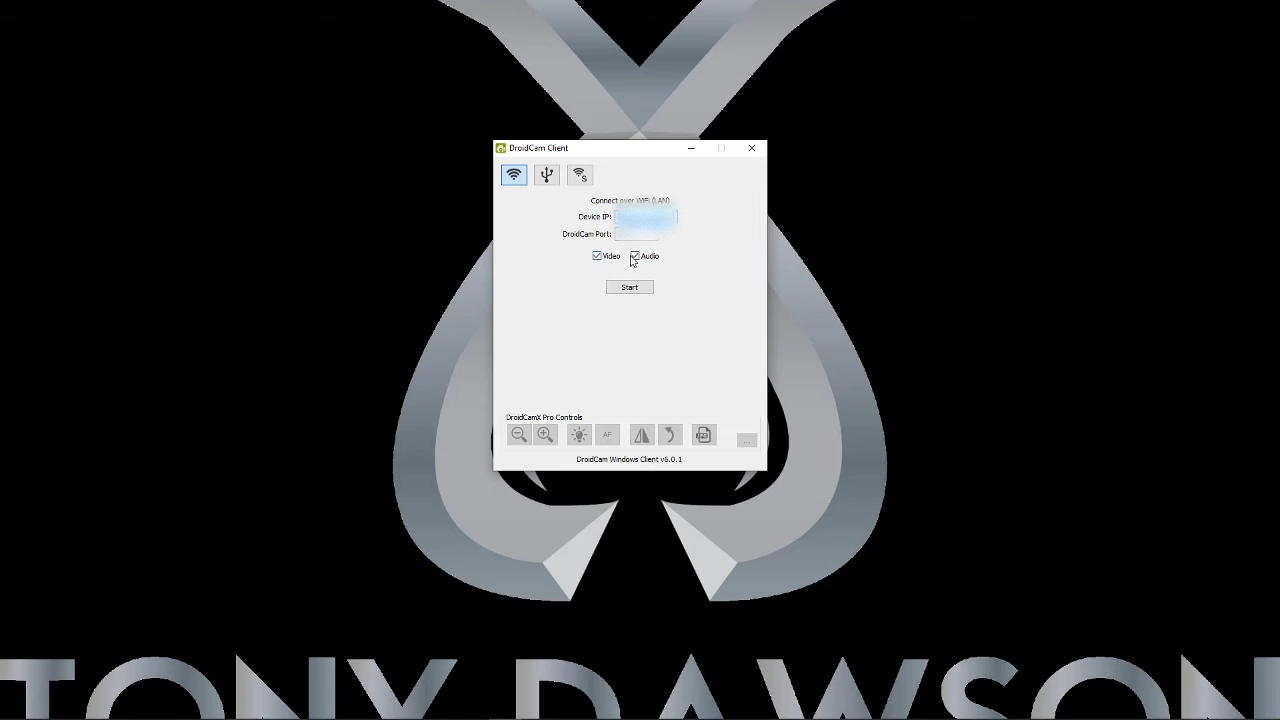 DroidCam Client
S
Connect over WiFi (LAN)
Device IP:
DroidCam Port:
Video
Audio
Start
DroidCamX Pro Controls
AF
...
DroidCam Windows Client v6.0.1
TONY DAWSON